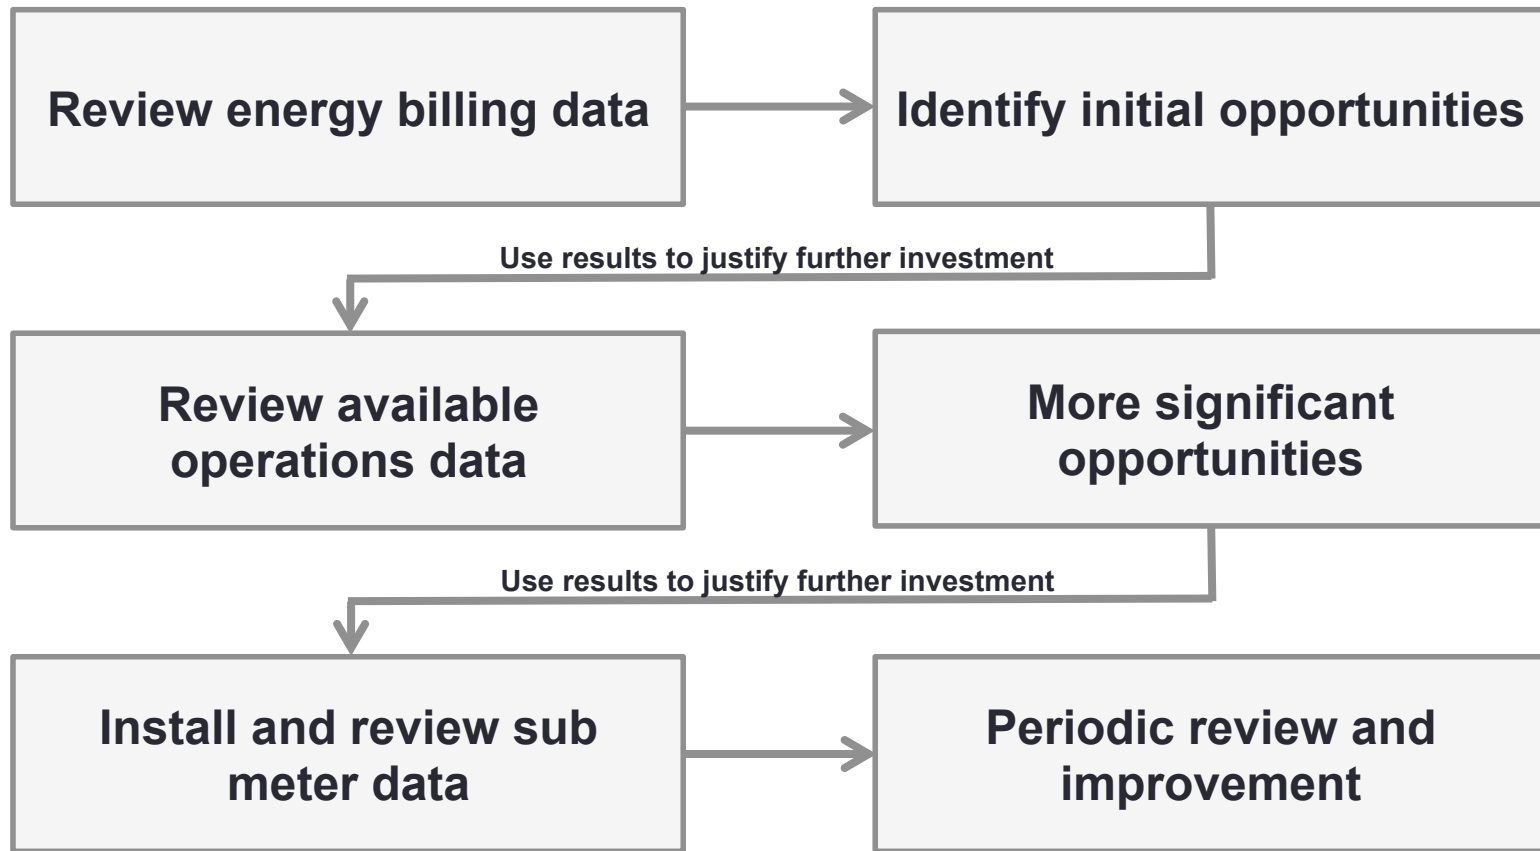 Review energy billing data
Identify initial opportunities
Use results to justify further investment
Review available
operations data
More significant
opportunities
Use results to justify further investment
Install and review sub
meter data
Periodic review and
improvement